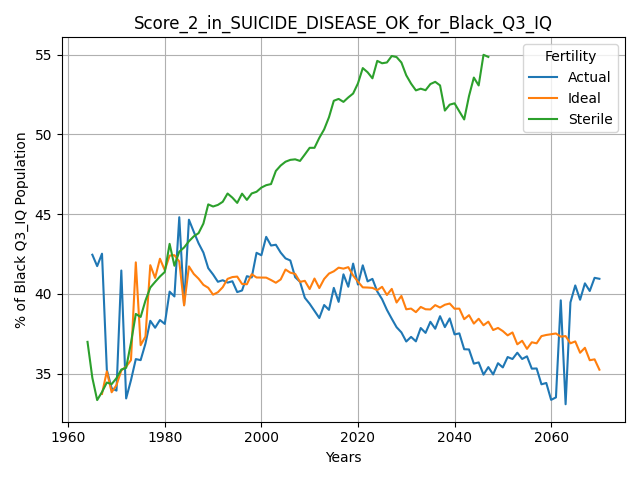 Score_2_in_SUICIDE_DISEASE_OK_for_Black_Q3_IQ
Fertility
Actual
Ideal
Sterile
% of Black Q3_IQ Population
55
50
45
40
35
1960
1980
2000
2020
2040
2060
Years